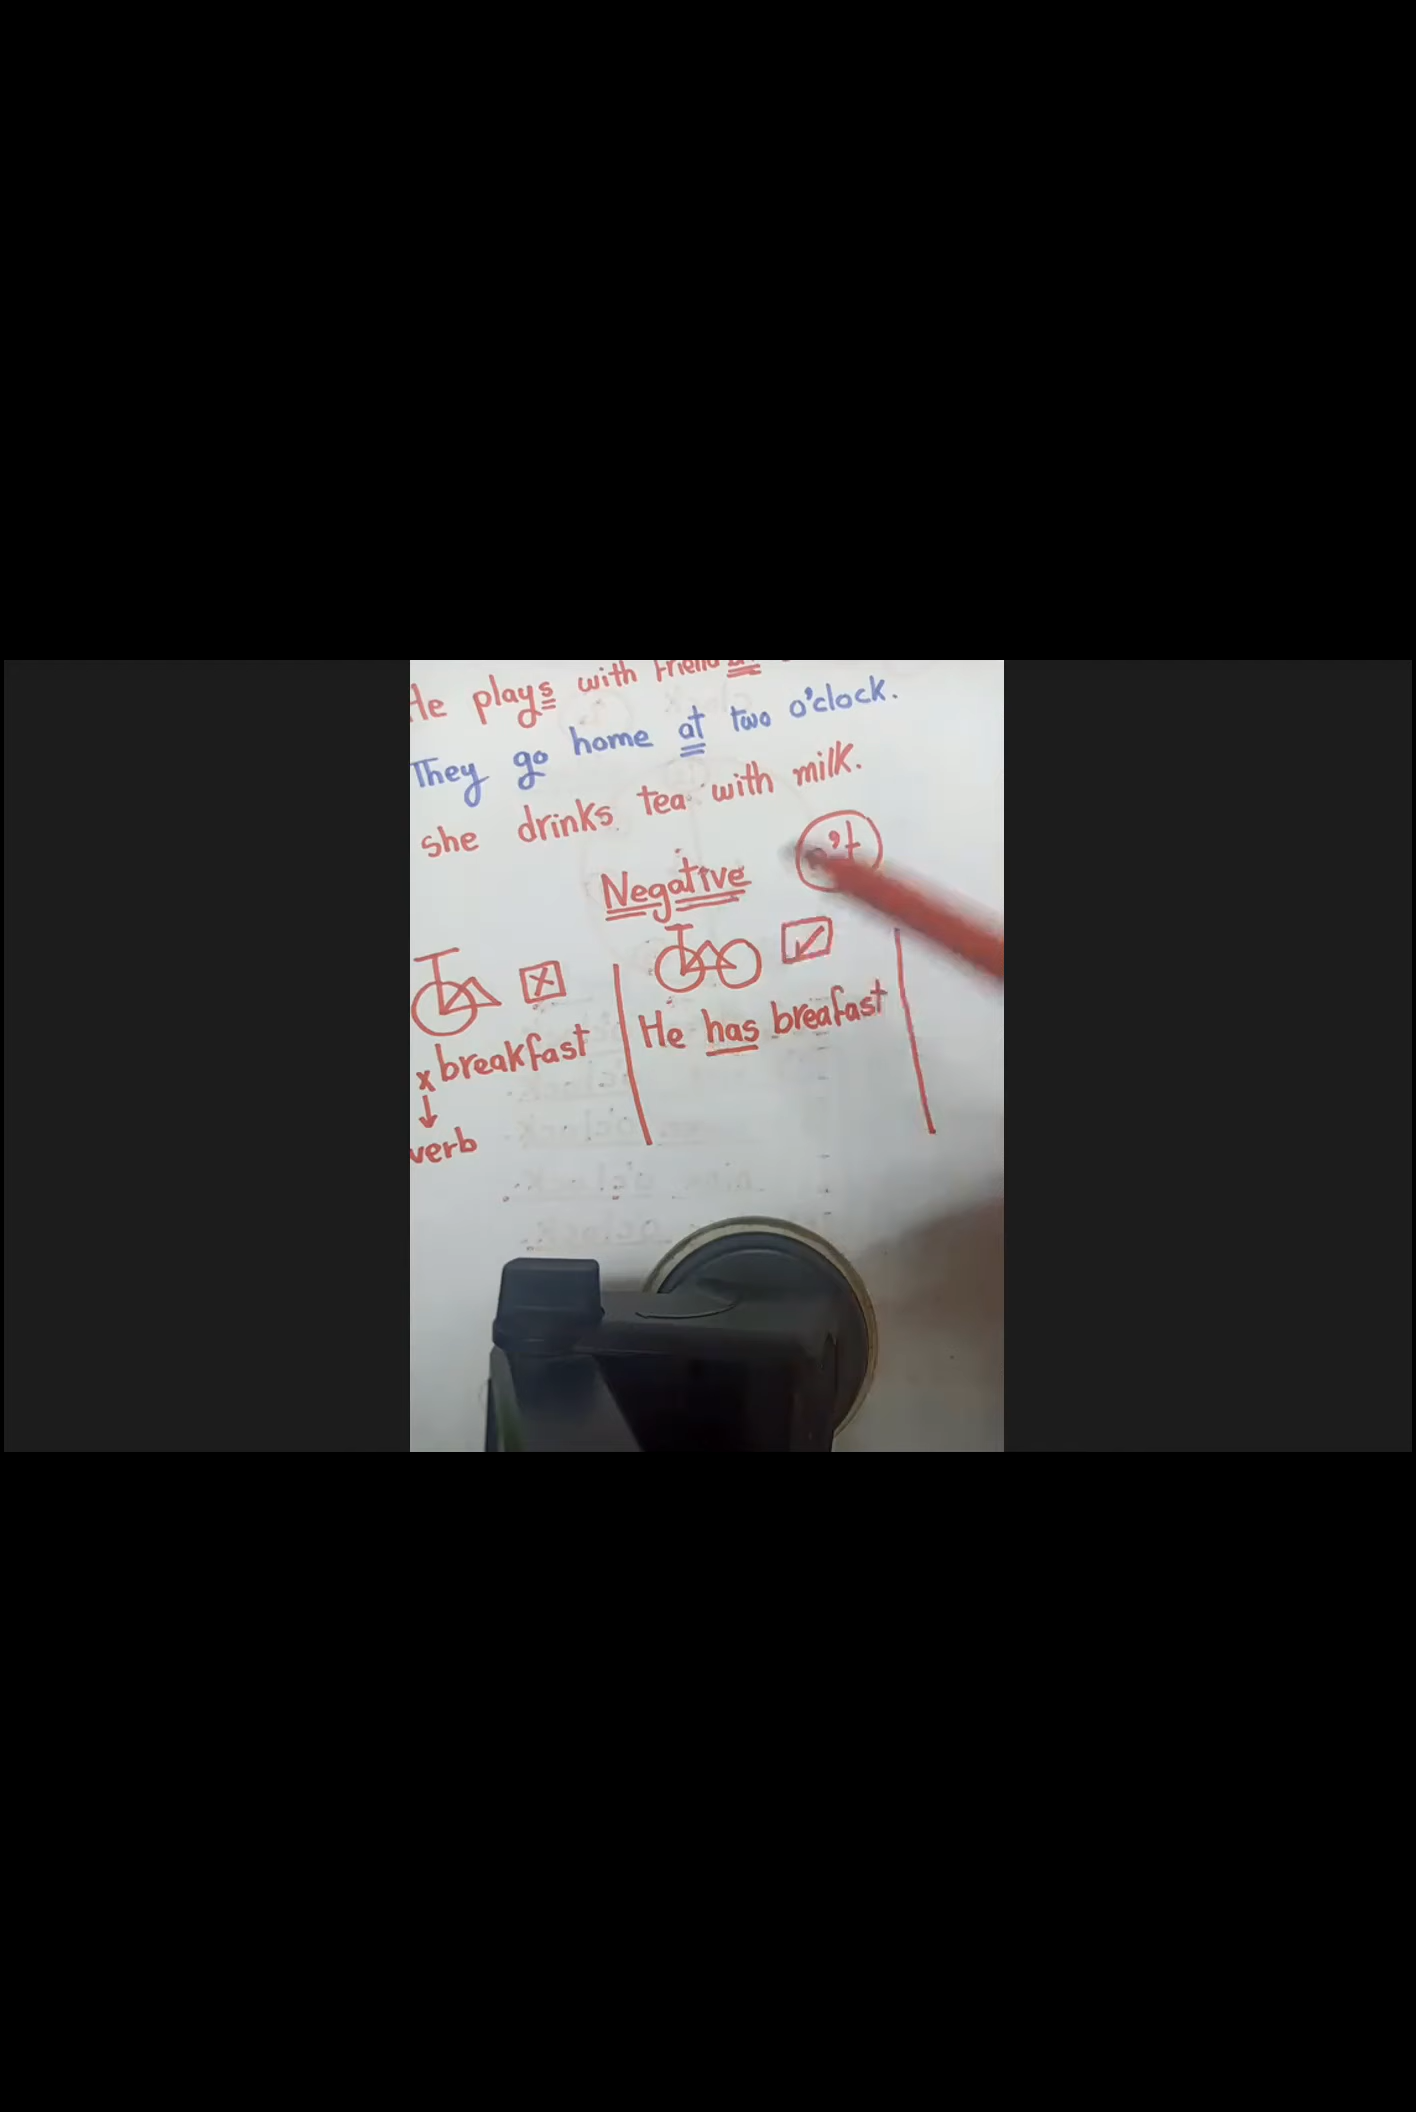 He plays with friend
They go home at two o'clock.
she drinks tea with milk.
Negative
't
x breakfast
verb
He has breafast